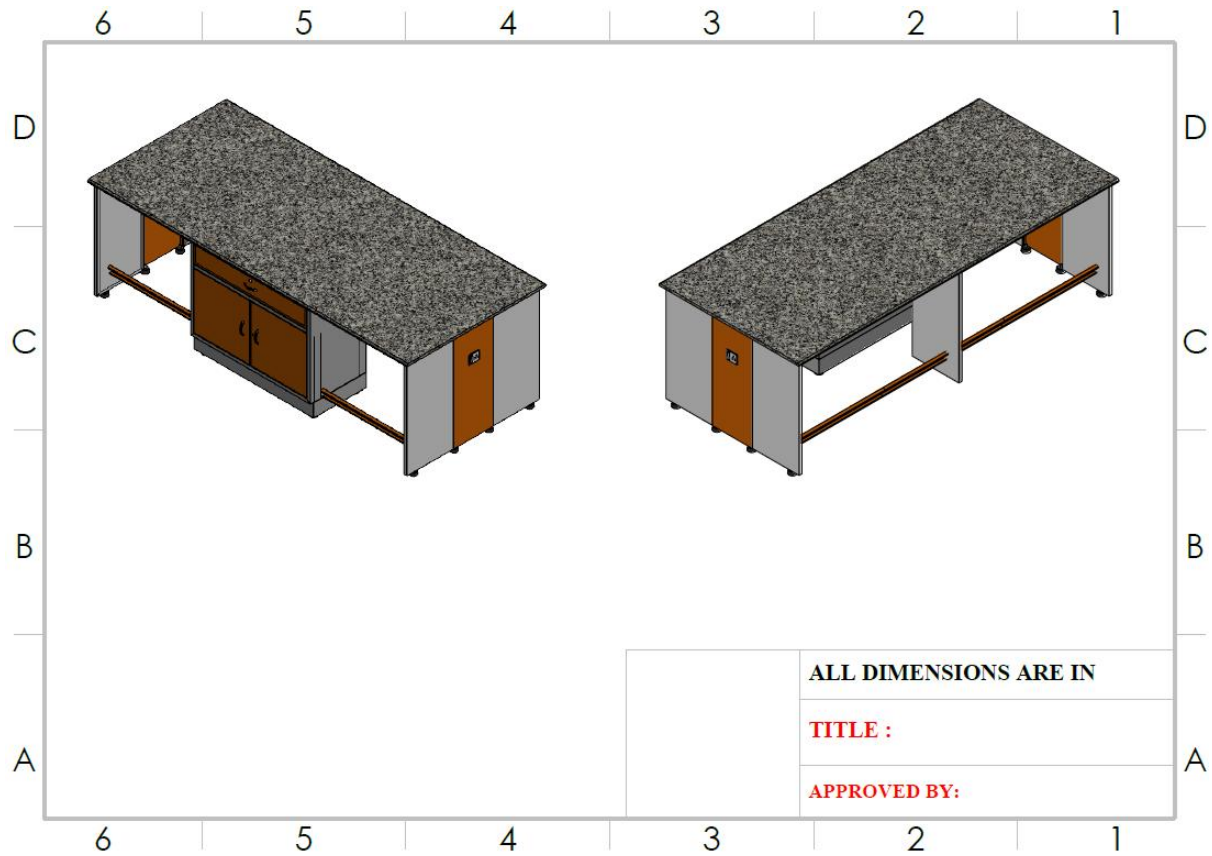 6 5 4 3 2 1
D D
C C
B B
ALL DIMENSIONS ARE IN
TITLE :
A A
APPROVED BY:
6 5 4 3 2 1